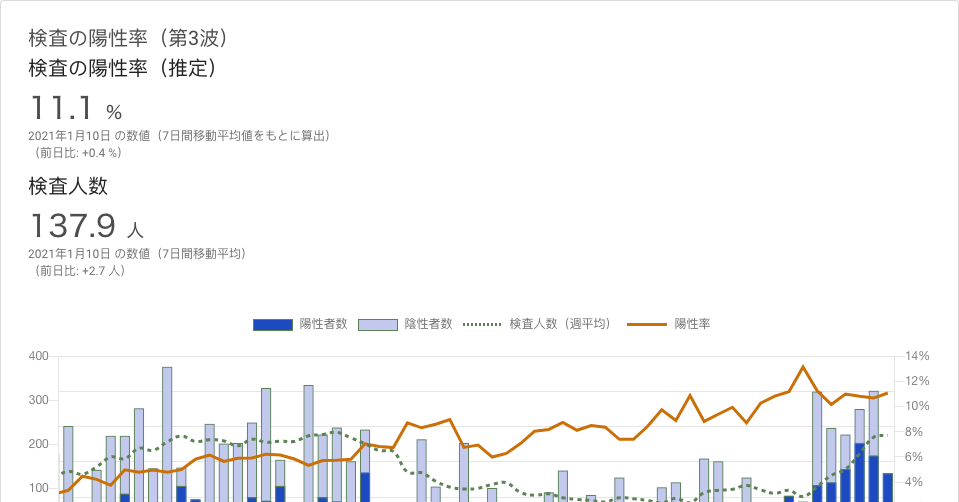 検査の陽性率（第3波）
検査の陽性率（推定）
11.1 %
2021年1月10日 の数値（7日間移動平均値をもとに算出）
（前日比: +0.4 %）
検査人数
137.9 人
2021年1月10日 の数値（7日間移動平均）
（前日比: +2.7 人）
陽性者数 陰性者数 検査人数（週平均） 陽性率
400 14%
12%
300 10%
200 8%
6%
100 4%